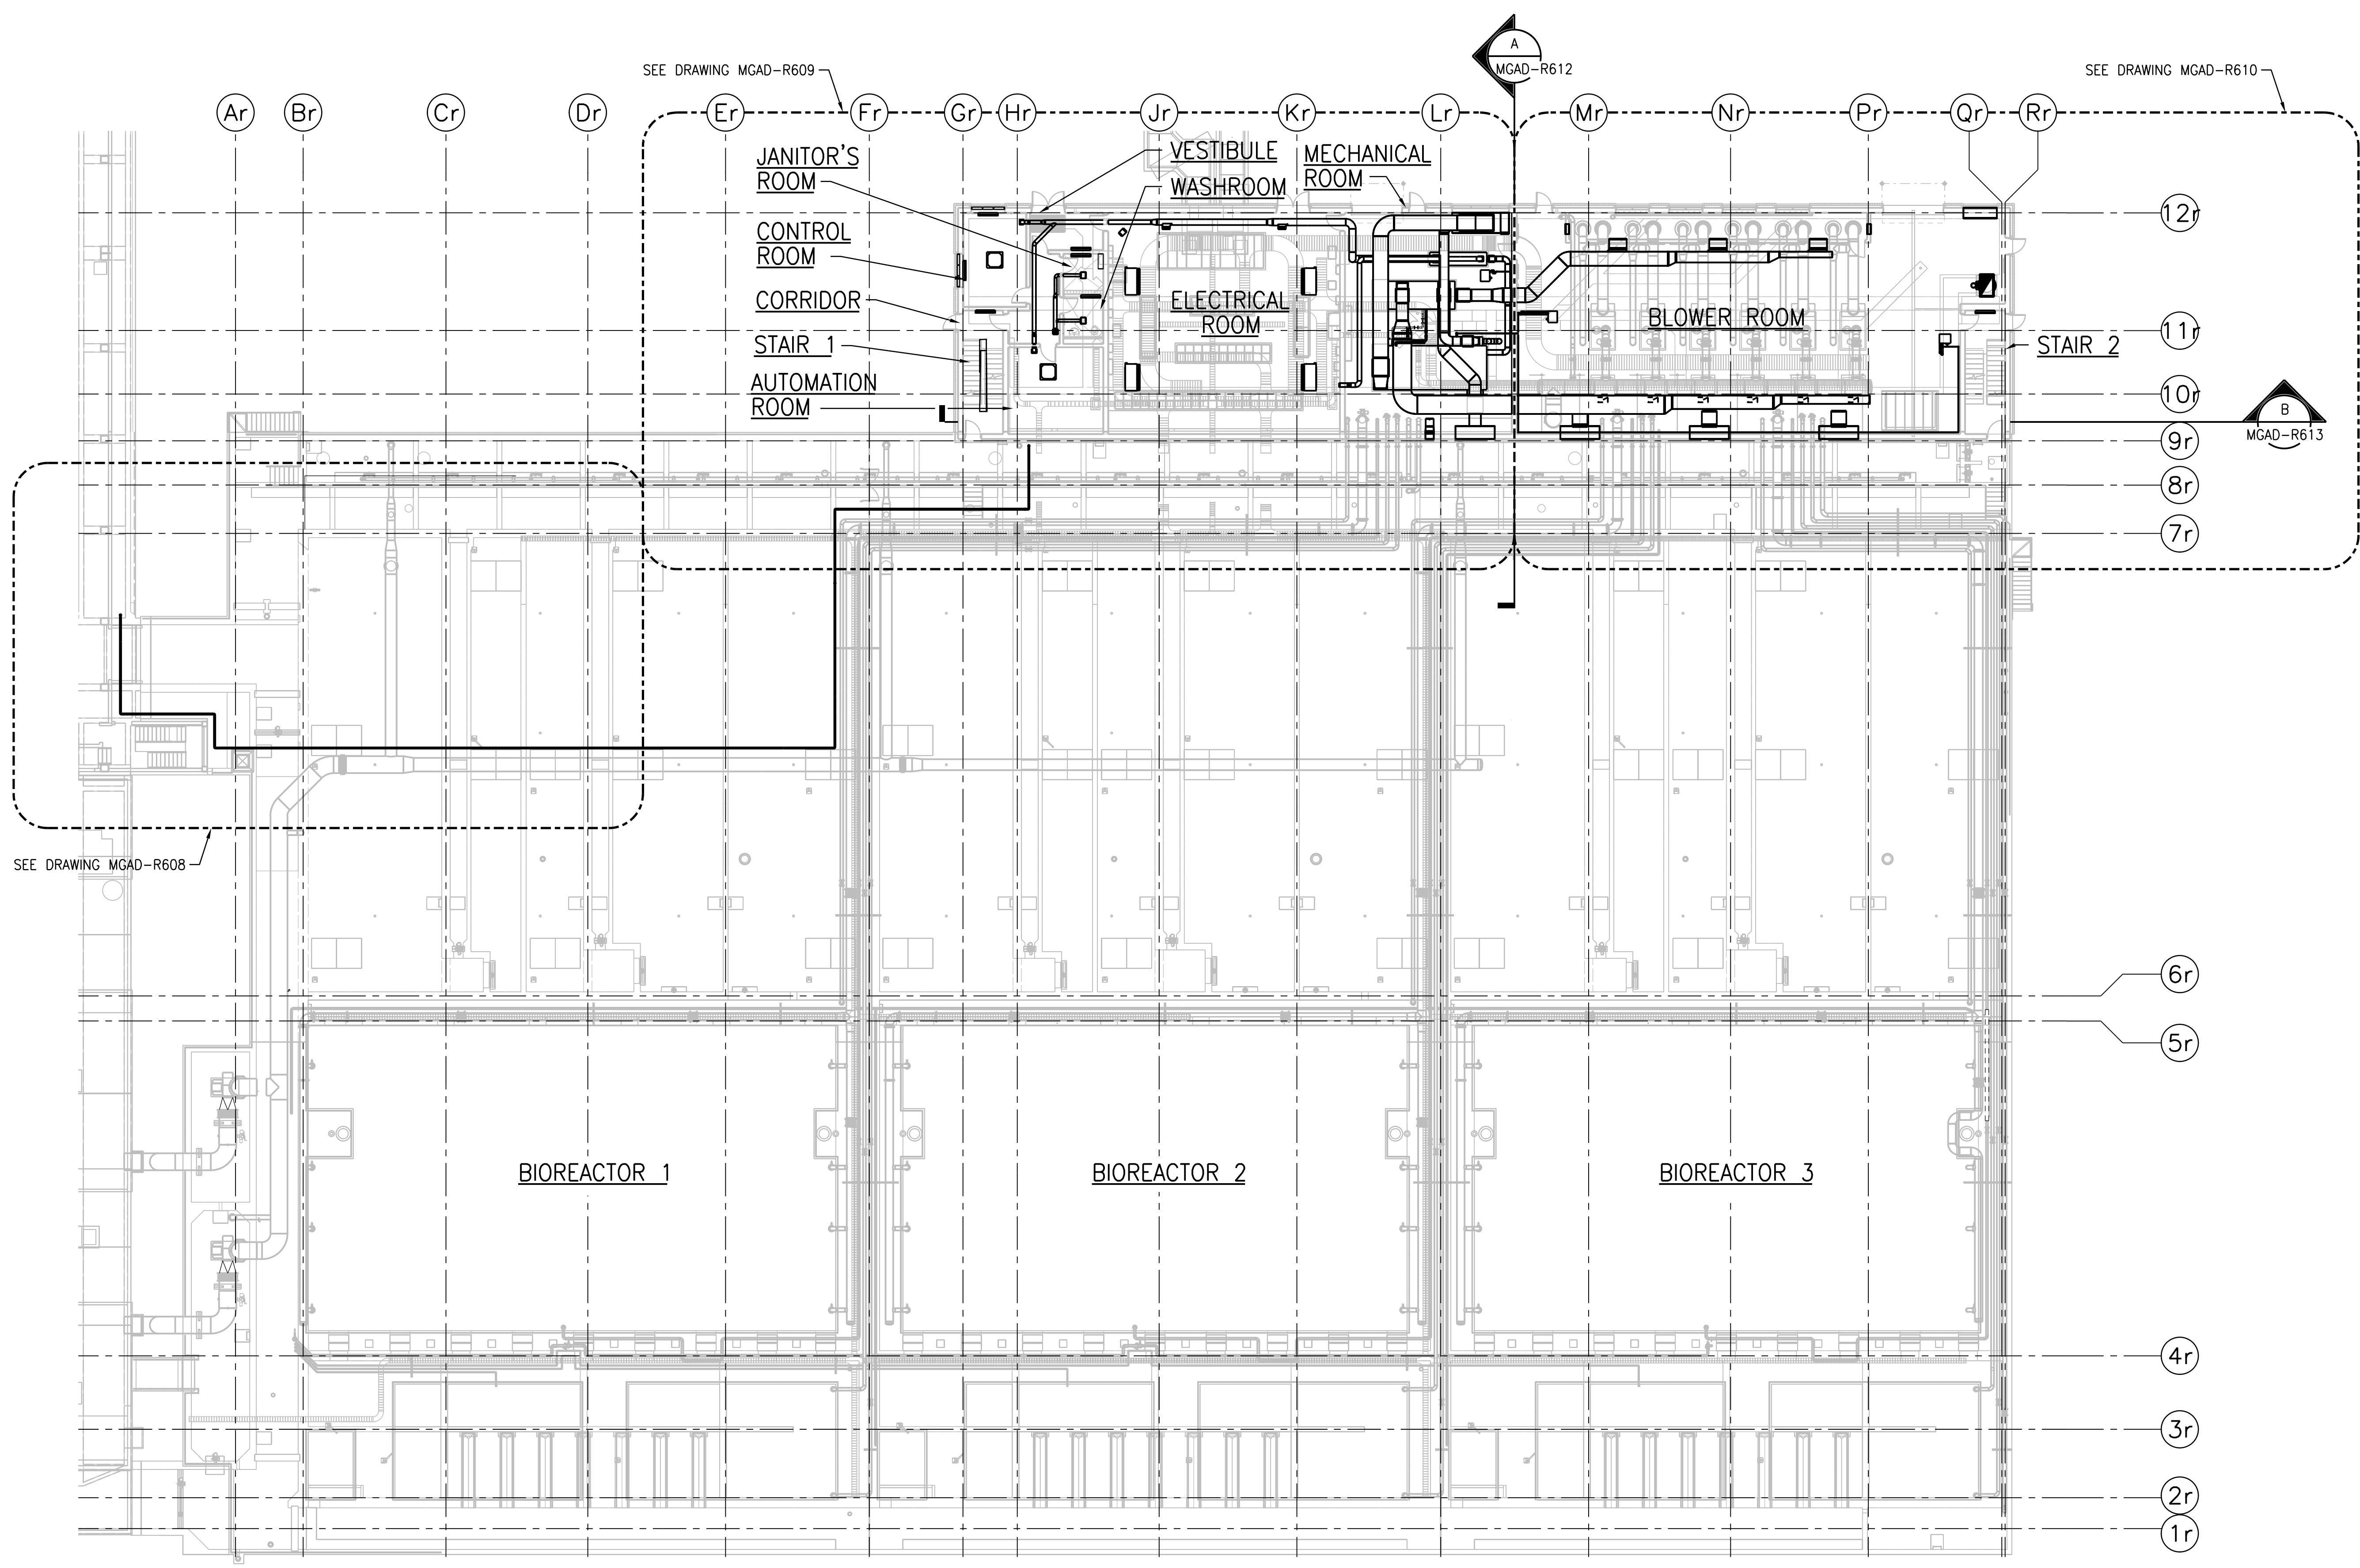 A
MGAD-R612
SEE DRAWING MGAD-R609
SEE DRAWING MGAD-R610
Ar
Br
Cr
Dr
Er
Fr
Gr
Hr
Jr
Kr
Lr
Mr
Nr
Pr
Qr
Rr
JANITOR'S
ROOM
VESTIBULE
WASHROOM
MECHANICAL
ROOM
12r
CONTROL
ROOM
CORRIDOR
ELECTRICAL
ROOM
BLOWER ROOM
11r
STAIR 1
STAIR 2
AUTOMATION
ROOM
10r
B
MGAD-R613
9r
8r
7r
SEE DRAWING MGAD-R608
6r
5r
BIOREACTOR 1
BIOREACTOR 2
BIOREACTOR 3
4r
3r
2r
1r